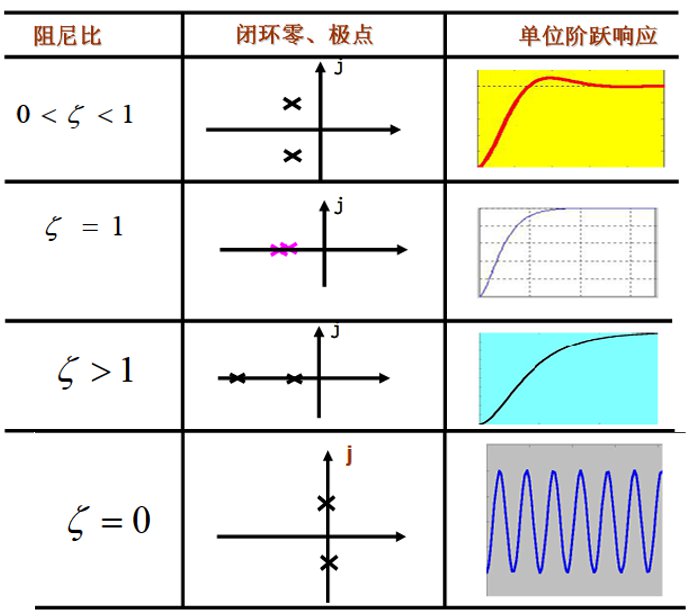 阻尼比 闭环零、极点 单位阶跃响应
j
0 < ζ < 1
j
ζ = 1
j
ζ > 1
j
ζ = 0